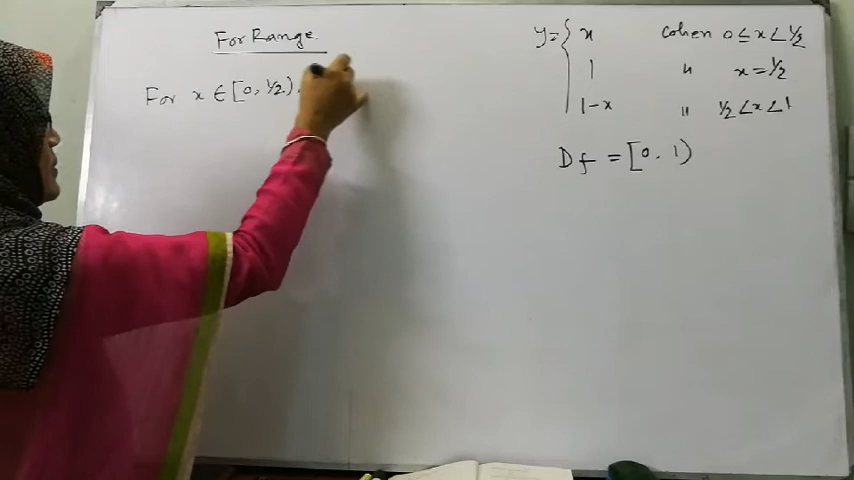 For Range
For x ∈ [0, 1/2)
y = { x when 0 ≤ x < 1/2
1 " x = 1/2
1-x " 1/2 < x < 1
Df = [0, 1)